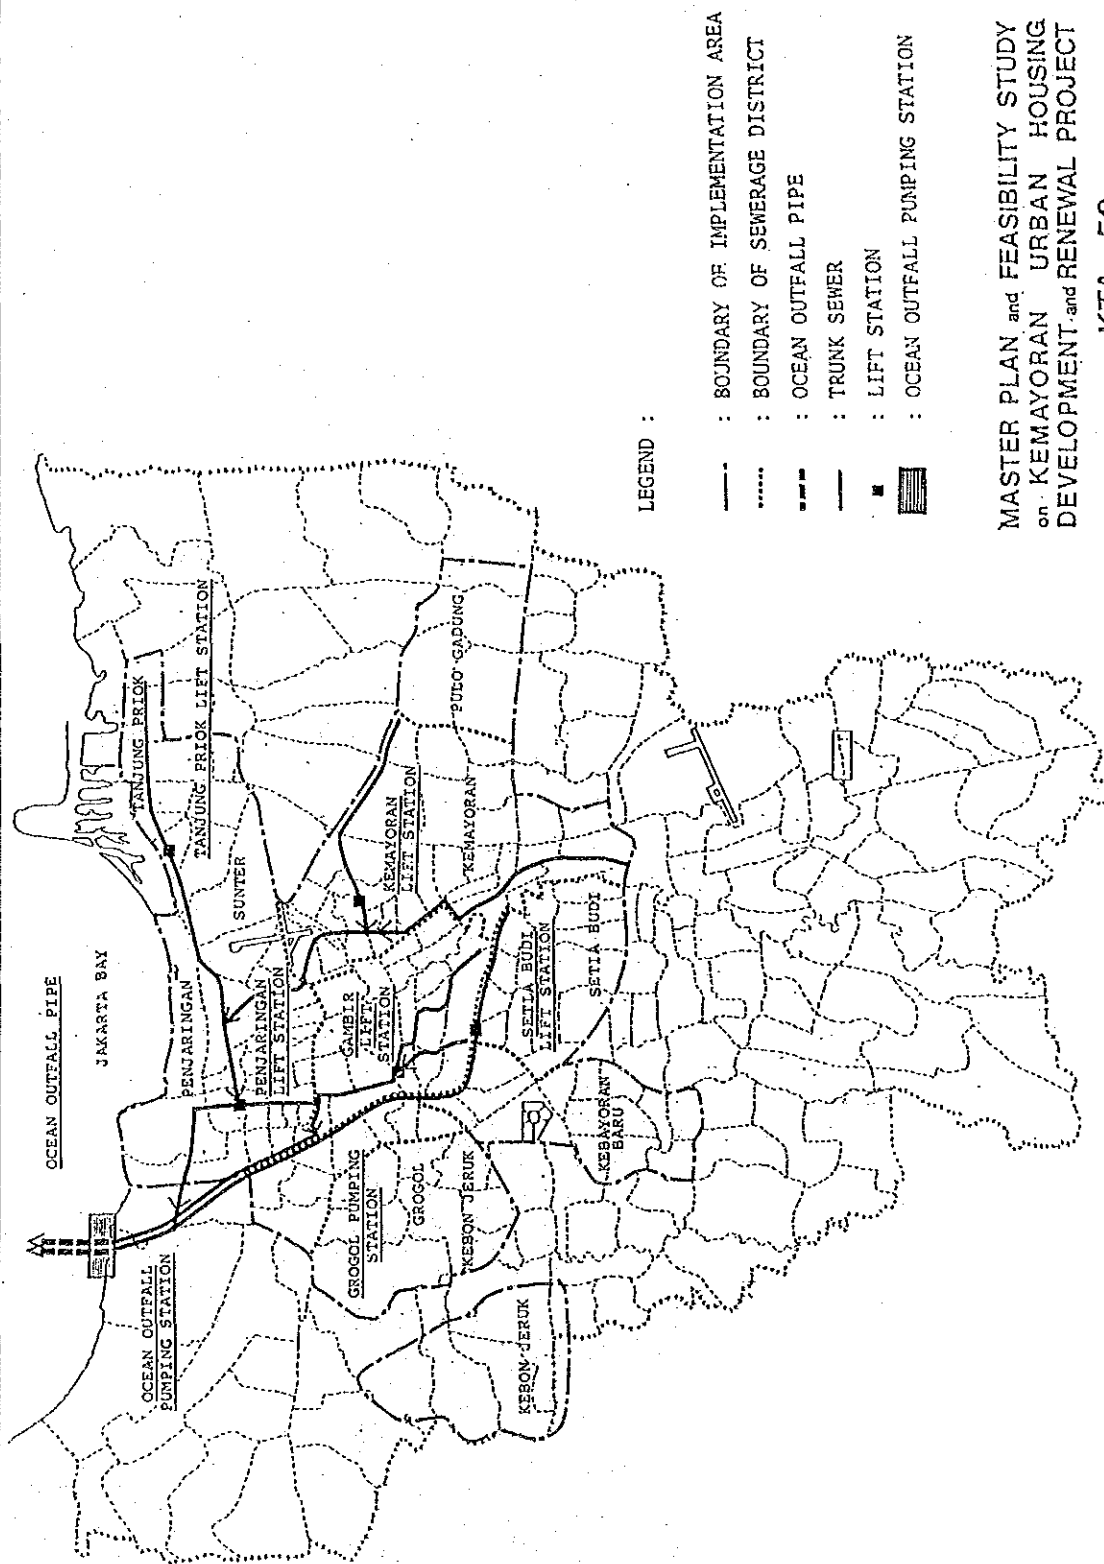 OCEAN OUTFALL PIPE
JAKARTA BAY
OCEAN OUTFALL
PUMPING STATION
PENJARINGAN
PENJARINGAN
LIFT STATION
SUNTER
TANJUNG PRIOK
TANJUNG PRIOK LIFT STATION
GAMBIR
LIFT
STATION
KEMAYORAN
LIFT STATION
KEMAYORAN
PULO GADUNG
GROGOL PUMPING
STATION
GROGOL
KEBON JERUK
KEBON JERUK
SETIA BUDI
LIFT STATION
SETIA BUDI
KEBAYORAN
BARU
LEGEND :
: BOUNDARY OF IMPLEMENTATION AREA
: BOUNDARY OF SEWERAGE DISTRICT
: OCEAN OUTFALL PIPE
: TRUNK SEWER
: LIFT STATION
: OCEAN OUTFALL PUMPING STATION
MASTER PLAN and FEASIBILITY STUDY
on KEMAYORAN URBAN HOUSING
DEVELOPMENT and RENEWAL PROJECT